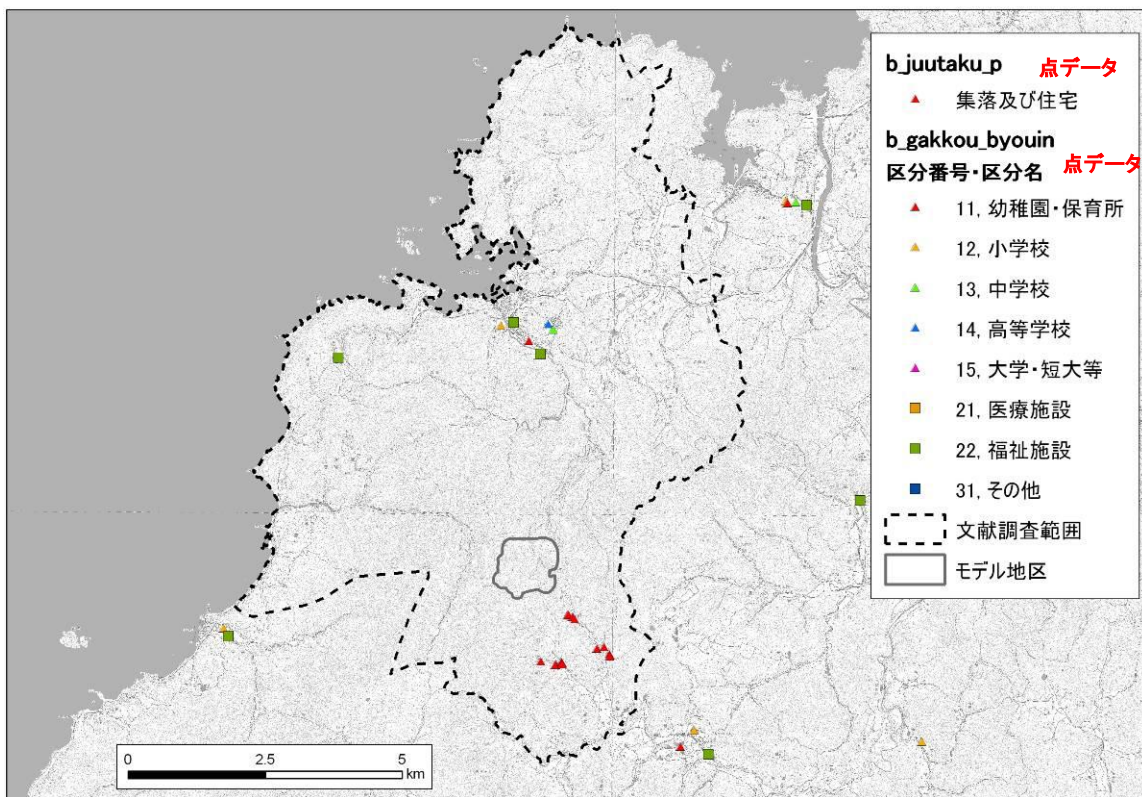 b_juutaku_p 点データ
集落及び住宅
b_gakkou_byouin
区分番号・区分名 点データ
11, 幼稚園・保育所
12, 小学校
13, 中学校
14, 高等学校
15, 大学・短大等
21, 医療施設
22, 福祉施設
31, その他
文献調査範囲
モデル地区
0 2.5 5
km